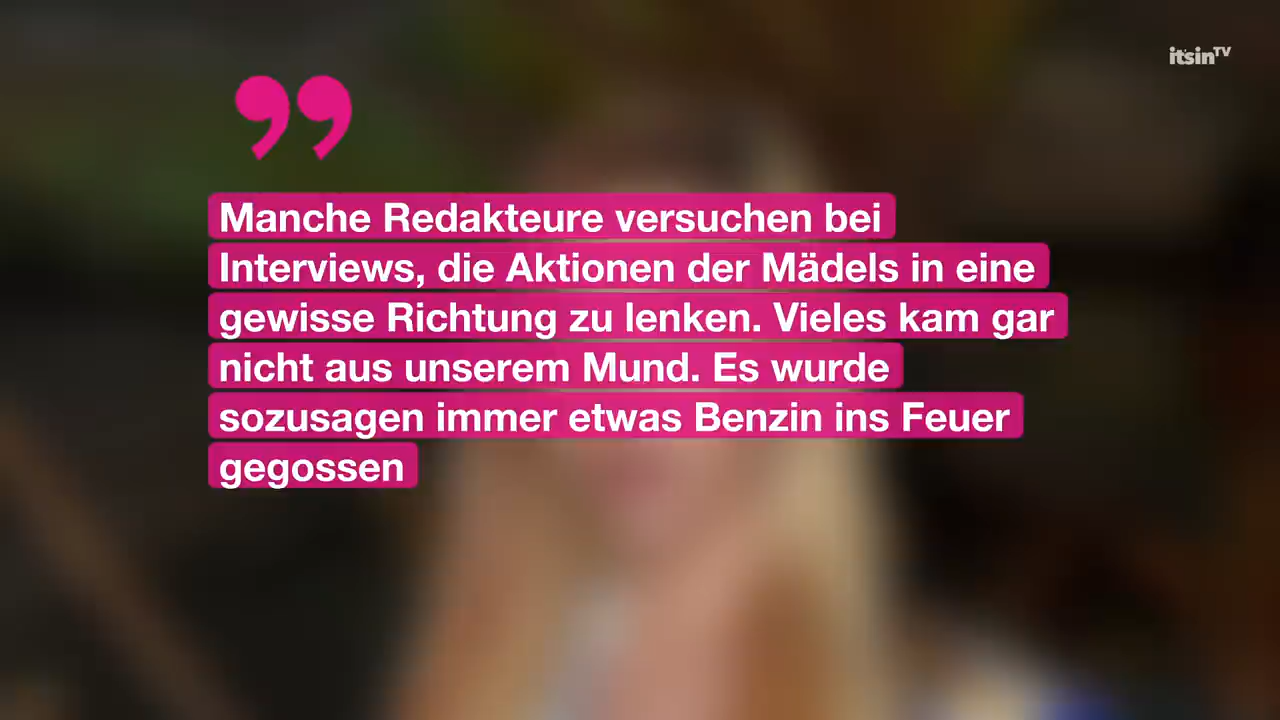 itsinTV
”
Manche Redakteure versuchen bei
Interviews, die Aktionen der Mädels in eine
gewisse Richtung zu lenken. Vieles kam gar
nicht aus unserem Mund. Es wurde
sozusagen immer etwas Benzin ins Feuer
gegossen